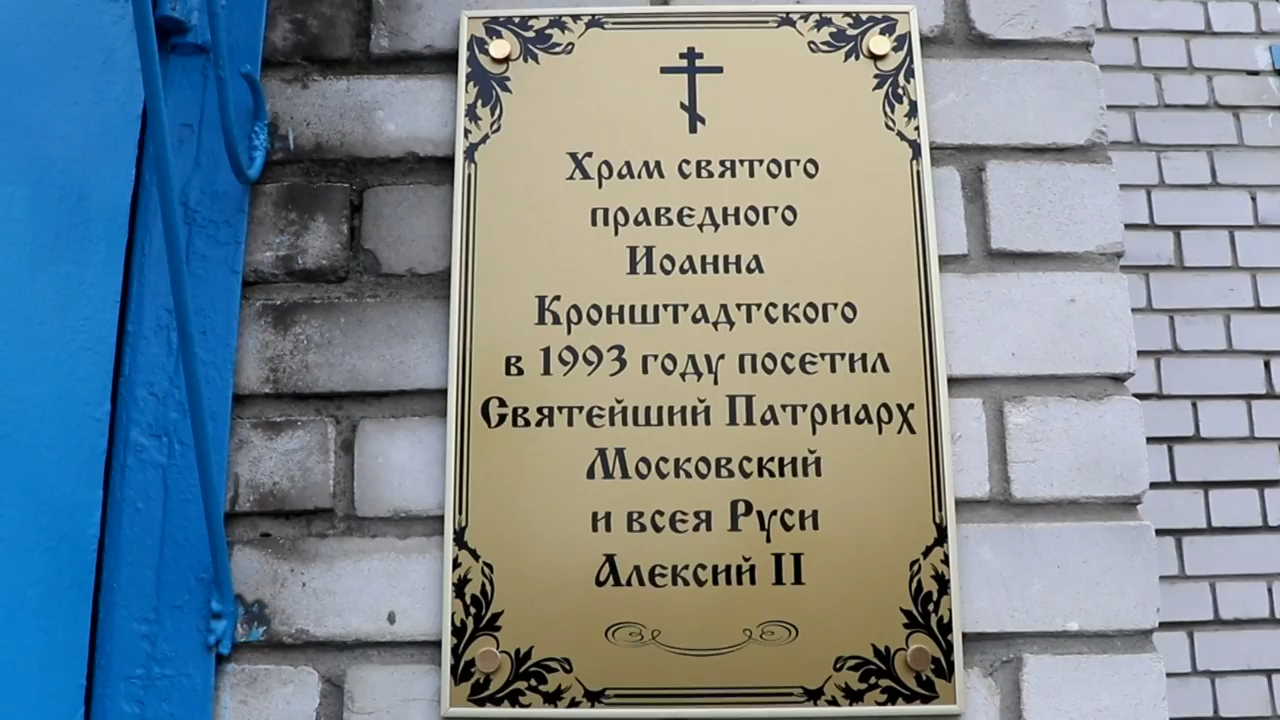 Храм святого
праведного
Иоанна
Кронштадтского
в 1993 году посетил
Святейший Патриарх
Московский
и всея Руси
Алексий II